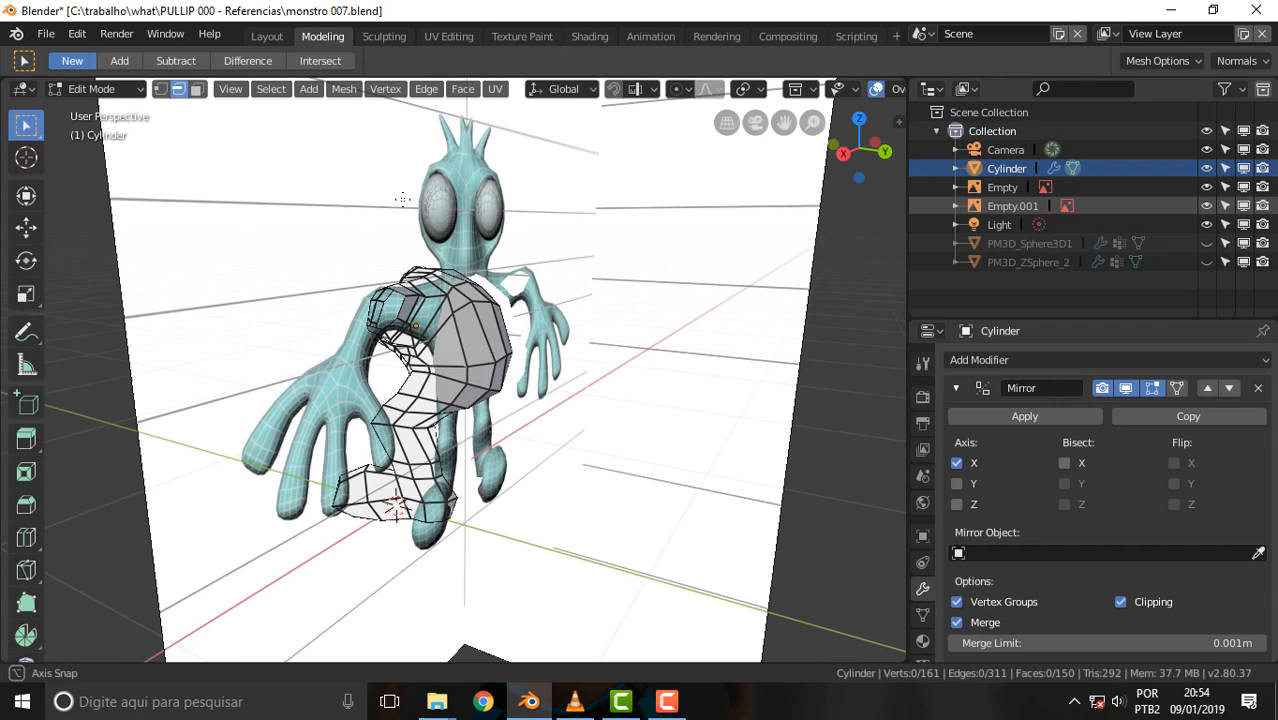 Blender* [C:\trabalho\what\PULLIP 000 - Referencias\monstro 007.blend]
File Edit Render Window Help
Layout Modeling Sculpting UV Editing Texture Paint Shading Animation Rendering Compositing Scripting +
Scene
View Layer
New Add Subtract Difference Intersect
Mesh Options
Normals
Edit Mode
View Select Add Mesh Vertex Edge Face UV
Global
Ov
User Perspective
(1) Cylinder
Z
X
Y
Scene Collection
Collection
Camera
Cylinder
Empty
Empty.001
Light
PM3D_Sphere3D1
PM3D_ZSphere_2
Cylinder
Add Modifier
Mirror
Apply
Copy
Axis: Bisect: Flip:
X X X
Y Y Y
Z Z Z
Mirror Object:
Options:
Vertex Groups
Clipping
Merge
Merge Limit: 0.001m
Axis Snap
Cylinder | Verts:0/161 | Edges:0/311 | Faces:0/150 | Tris:292 | Mem: 37.7 MB | v2.80.37
Digite aqui para pesquisar
POR
PTB2
20:54
09/01/2019